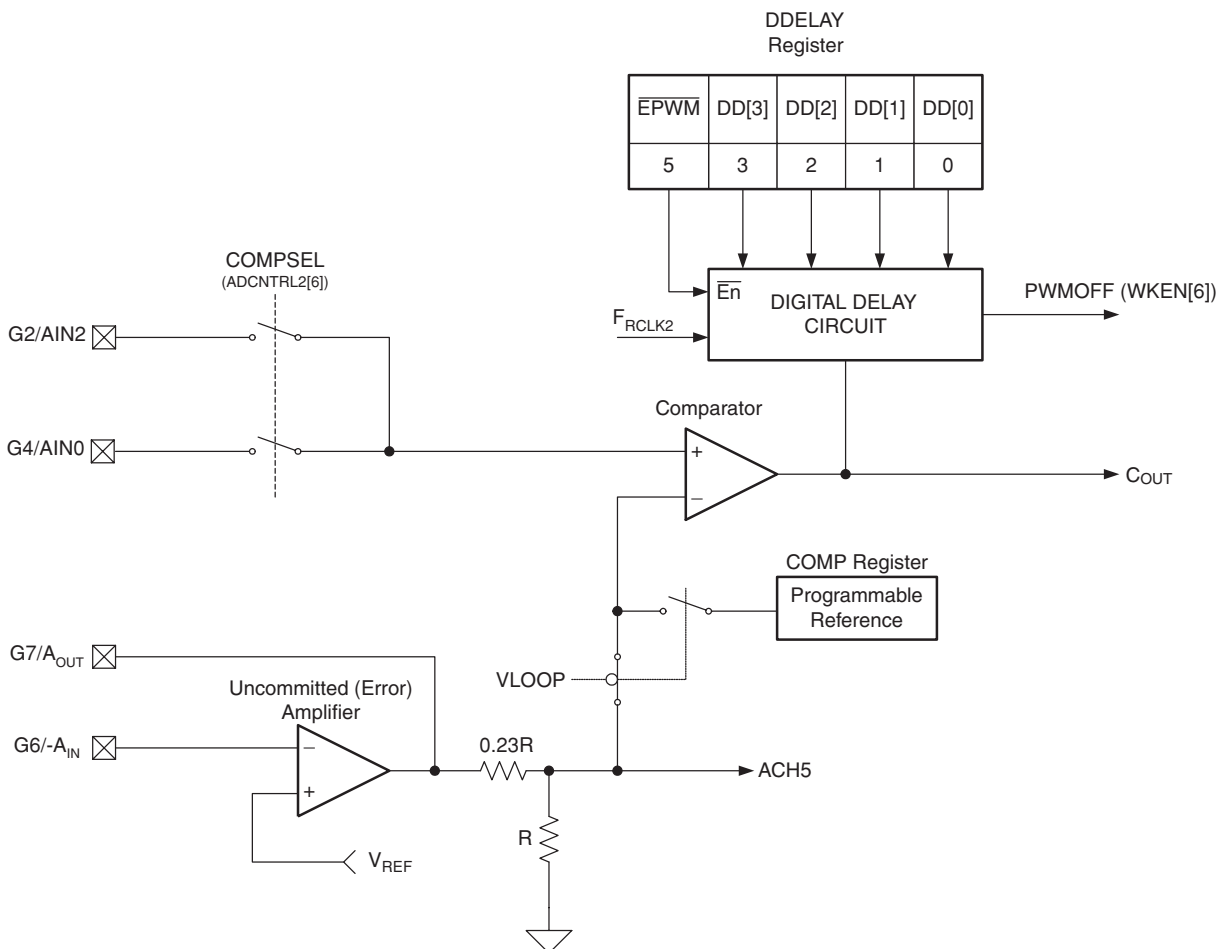 DDELAY
Register
EPWM DD[3] DD[2] DD[1] DD[0]
5 3 2 1 0
COMPSEL
(ADCNTRL2[6])
G2/AIN2
G4/AIN0
En
DIGITAL DELAY
CIRCUIT
FRCLK2
PWMOFF (WKEN[6])
Comparator
+
–
COUT
COMP Register
Programmable
Reference
VLOOP
G7/AOUT
Uncommitted (Error)
Amplifier
G6/-AIN
–
+
0.23R
ACH5
R
VREF